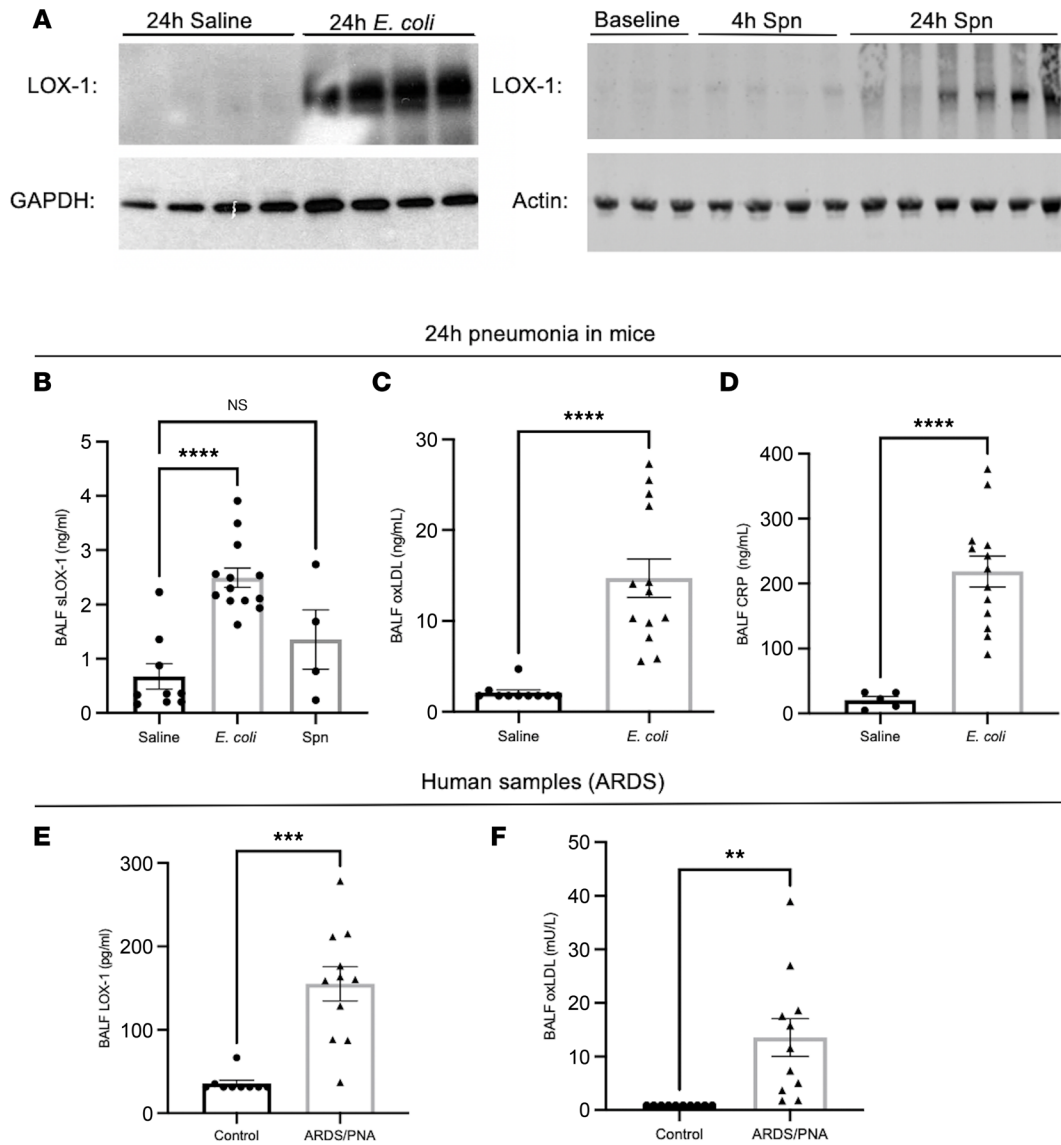 A
24h Saline 24h E. coli
LOX-1:
GAPDH:
Baseline 4h Spn 24h Spn
LOX-1:
Actin:
24h pneumonia in mice
B
NS
****
BALF sLOX-1 (ng/ml)
5
4
3
2
1
0
Saline E. coli Spn
C
****
BALF oxLDL (ng/mL)
30
20
10
0
Saline E. coli
D
****
BALF CRP (ng/mL)
400
300
200
100
0
Saline E. coli
Human samples (ARDS)
E
***
BALF LOX-1 (pg/ml)
300
200
100
0
Control ARDS/PNA
F
**
BALF oxLDL (mU/L)
50
40
30
20
10
0
Control ARDS/PNA